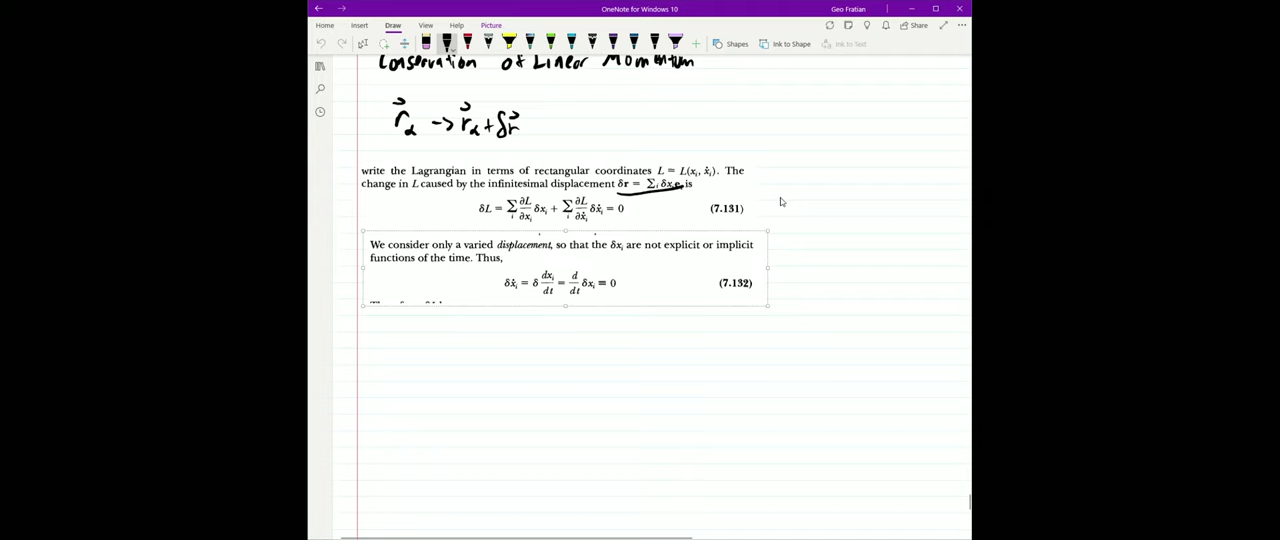 OneNote for Windows 10
Geo Fratian
Home Insert Draw View Help Picture
Share
Shapes Ink to Shape Ink to Text
Conservation of Linear Momentum
r⃗α → r⃗α + δr⃗
write the Lagrangian in terms of rectangular coordinates L = L(xᵢ, ẋᵢ). The
change in L caused by the infinitesimal displacement δr = Σᵢ δxᵢeᵢ is
δL = Σᵢ ∂L/∂xᵢ δxᵢ + Σᵢ ∂L/∂ẋᵢ δẋᵢ = 0 (7.131)
We consider only a varied displacement, so that the δxᵢ are not explicit or implicit
functions of the time. Thus,
δẋᵢ = δ dxᵢ/dt = d/dt δxᵢ ≡ 0 (7.132)